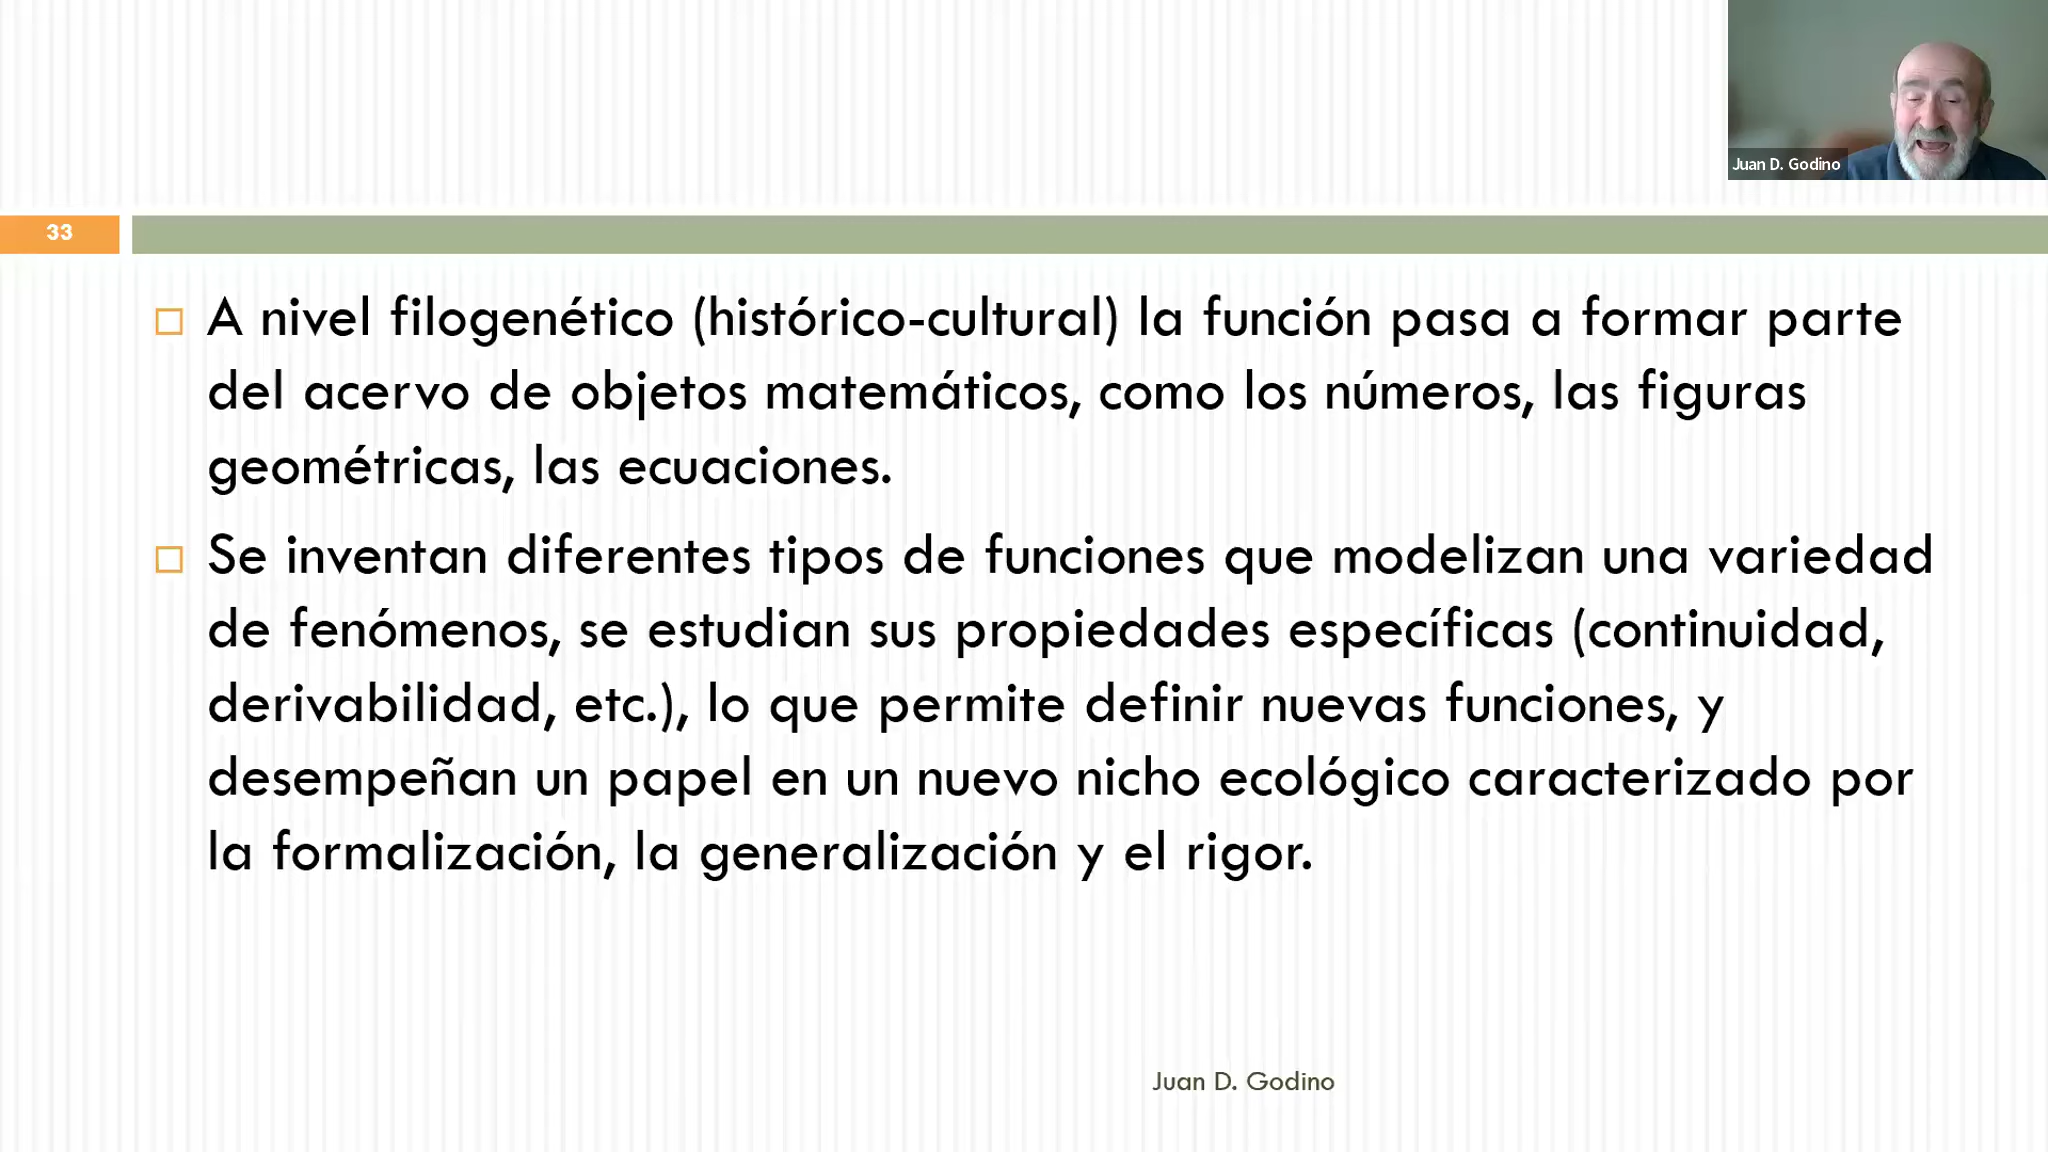 Juan D. Godino
33
A nivel filogenético (histórico-cultural) la función pasa a formar parte
del acervo de objetos matemáticos, como los números, las figuras
geométricas, las ecuaciones.
Se inventan diferentes tipos de funciones que modelizan una variedad
de fenómenos, se estudian sus propiedades específicas (continuidad,
derivabilidad, etc.), lo que permite definir nuevas funciones, y
desempeñan un papel en un nuevo nicho ecológico caracterizado por
la formalización, la generalización y el rigor.
Juan D. Godino